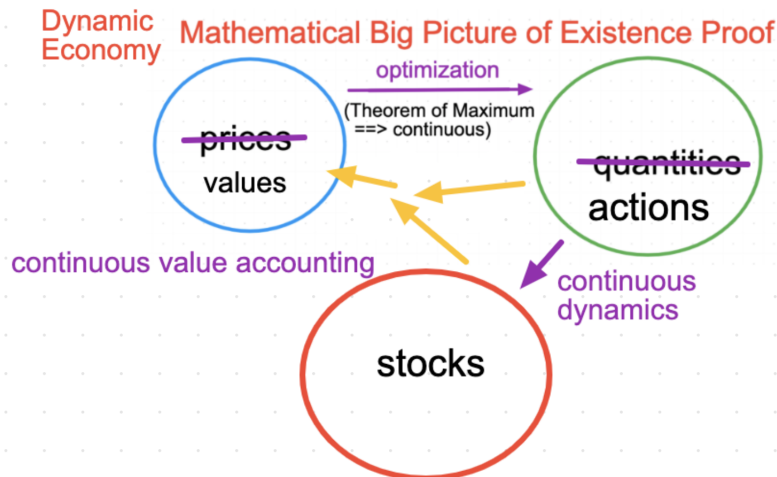 Dynamic
Economy
Mathematical Big Picture of Existence Proof
optimization
(Theorem of Maximum
==> continuous)
prices
values
quantities
actions
continuous value accounting
continuous
dynamics
stocks